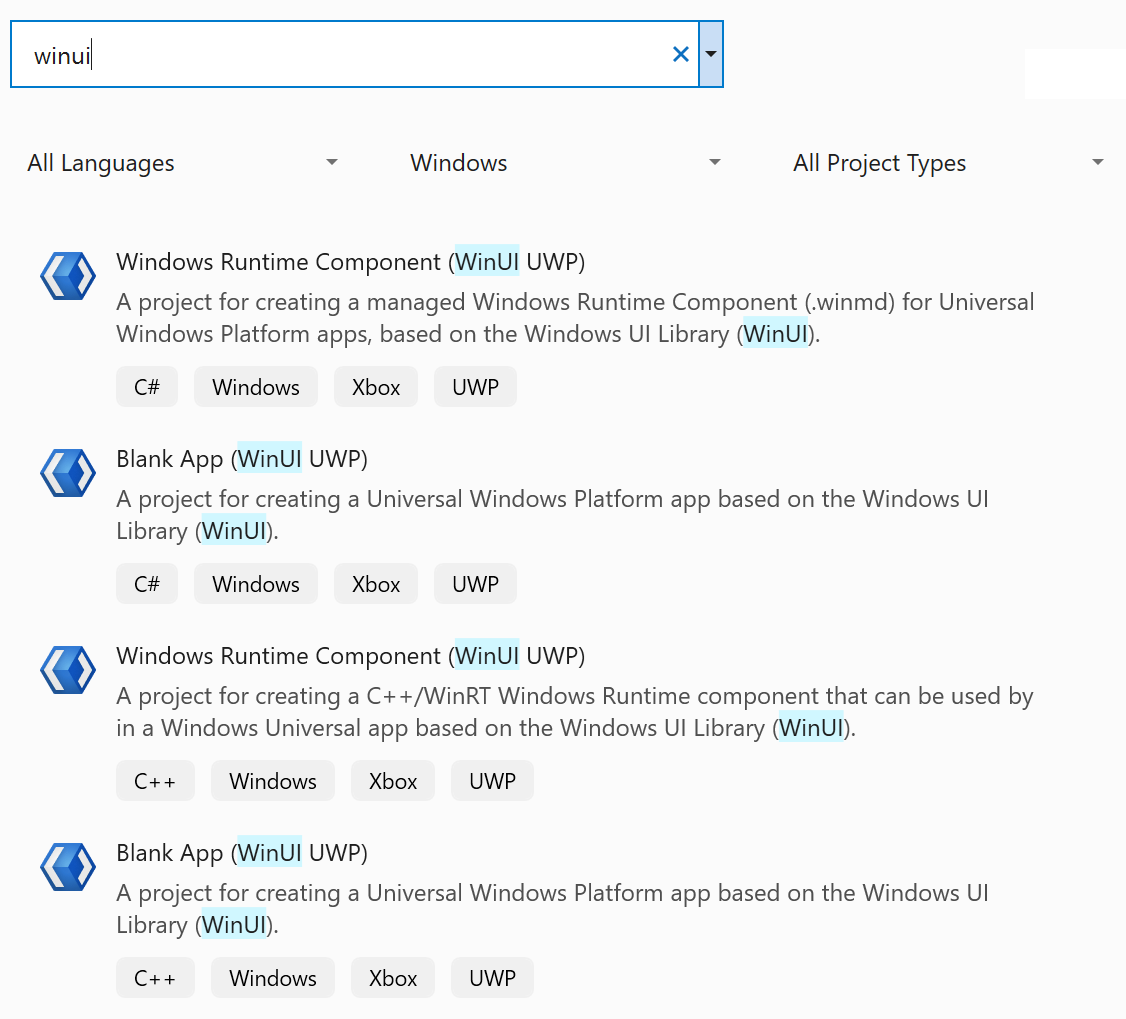 winui
All Languages
Windows
All Project Types
Windows Runtime Component (WinUI UWP)
A project for creating a managed Windows Runtime Component (.winmd) for Universal
Windows Platform apps, based on the Windows UI Library (WinUI).
C# Windows Xbox UWP
Blank App (WinUI UWP)
A project for creating a Universal Windows Platform app based on the Windows UI
Library (WinUI).
C# Windows Xbox UWP
Windows Runtime Component (WinUI UWP)
A project for creating a C++/WinRT Windows Runtime component that can be used by
in a Windows Universal app based on the Windows UI Library (WinUI).
C++ Windows Xbox UWP
Blank App (WinUI UWP)
A project for creating a Universal Windows Platform app based on the Windows UI
Library (WinUI).
C++ Windows Xbox UWP